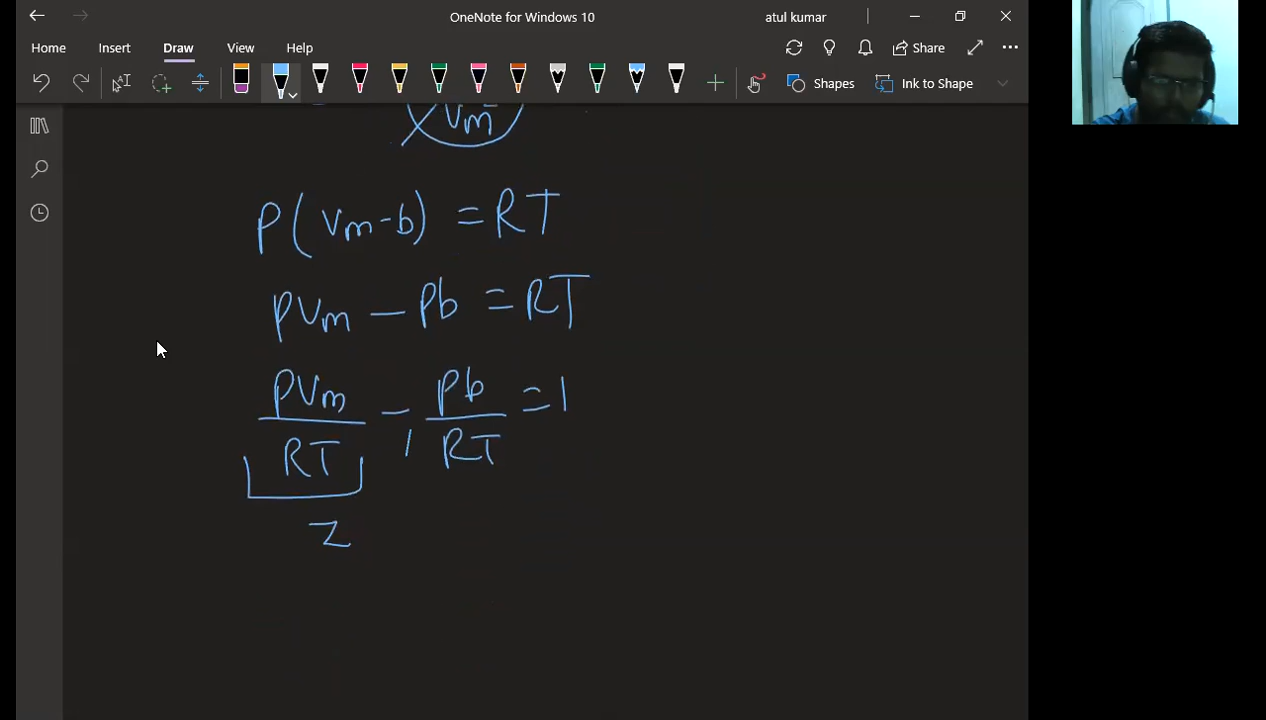 OneNote for Windows 10
atul kumar
Home Insert Draw View Help
Share
Shapes
Ink to Shape
Vm
P(Vm-b) = RT
PVm - Pb = RT
PVm/RT - Pb/RT = 1
Z